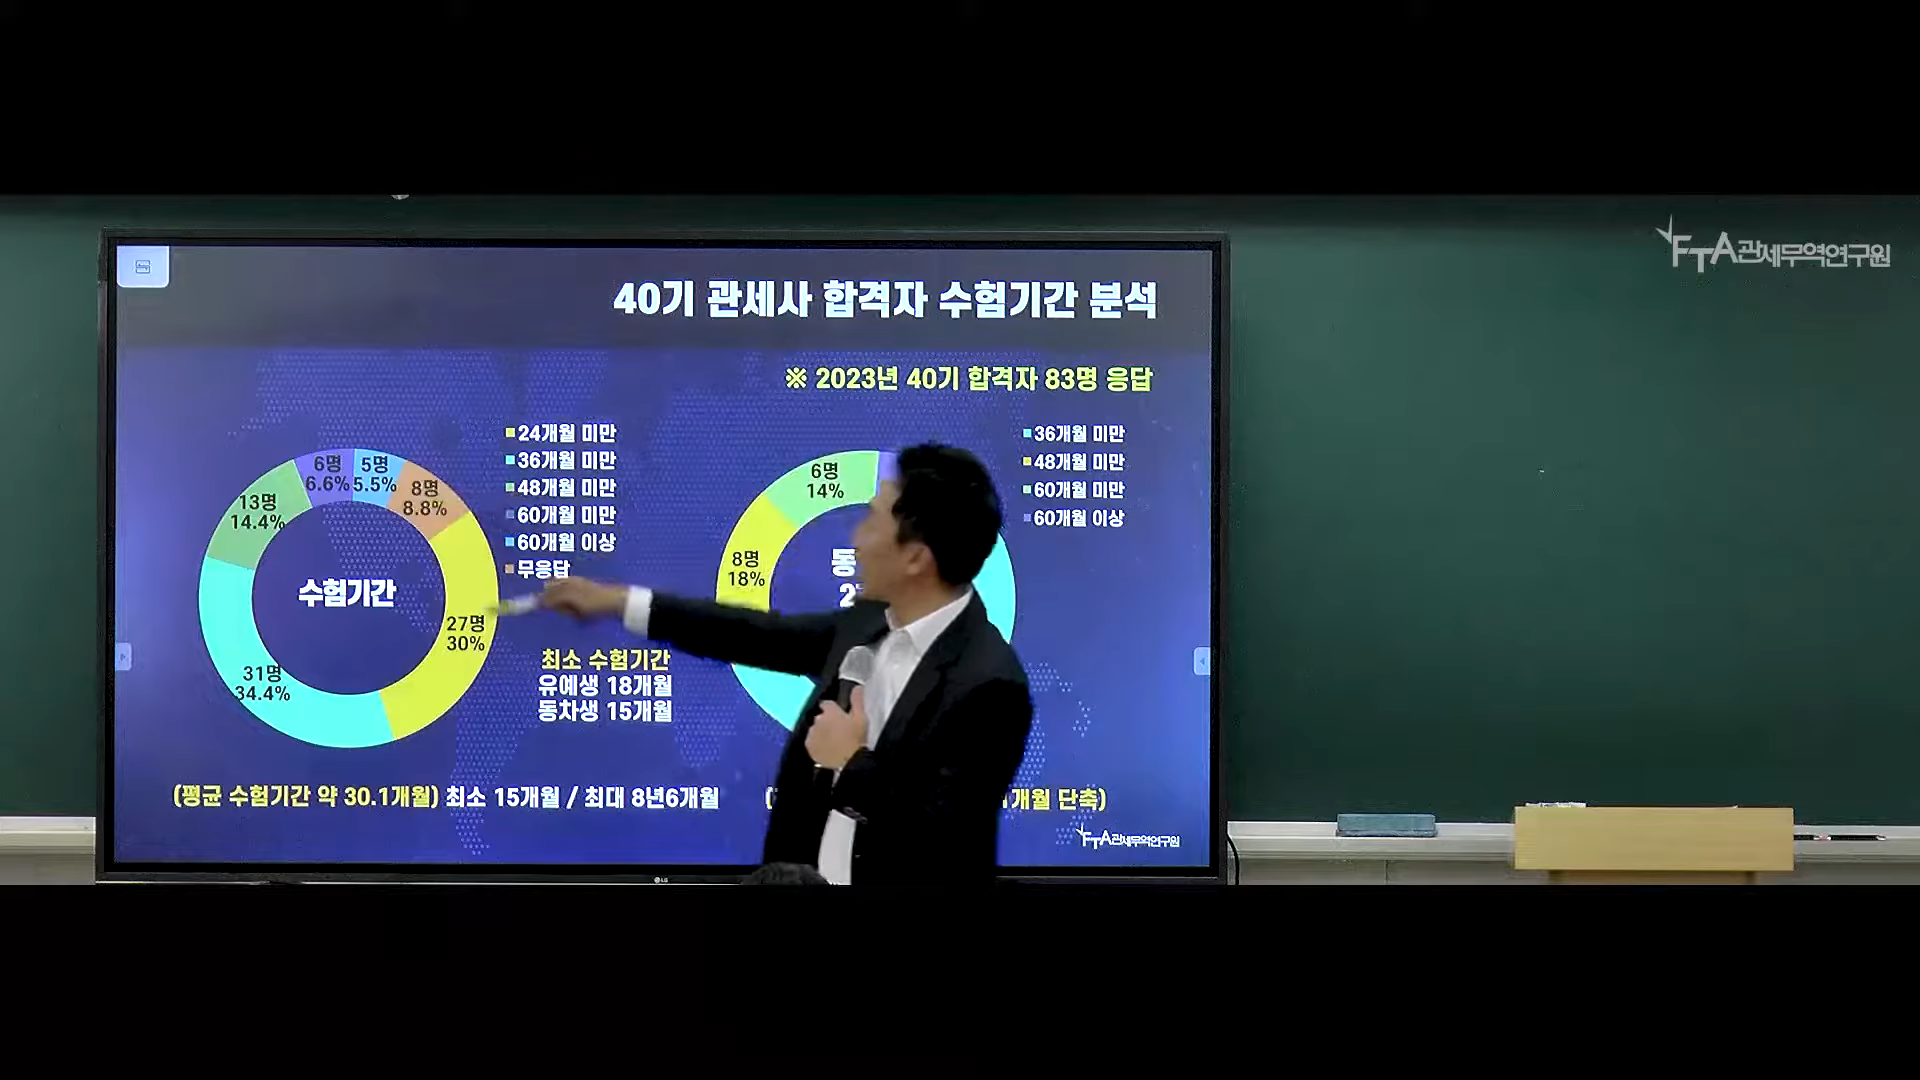 FTA관세무역연구원
40기 관세사 합격자 수험기간 분석
※ 2023년 40기 합격자 83명 응답
24개월 미만
36개월 미만
48개월 미만
60개월 미만
60개월 이상
무응답
6명
6.6%
5명
5.5%
8명
8.8%
13명
14.4%
수험기간
27명
30%
31명
34.4%
최소 수험기간
유예생 18개월
동차생 15개월
(평균 수험기간 약 30.1개월) 최소 15개월 / 최대 8년6개월
36개월 미만
48개월 미만
60개월 미만
60개월 이상
6명
14%
8명
18%
동
2
개월 단축)
FTA관세무역연구원
LG